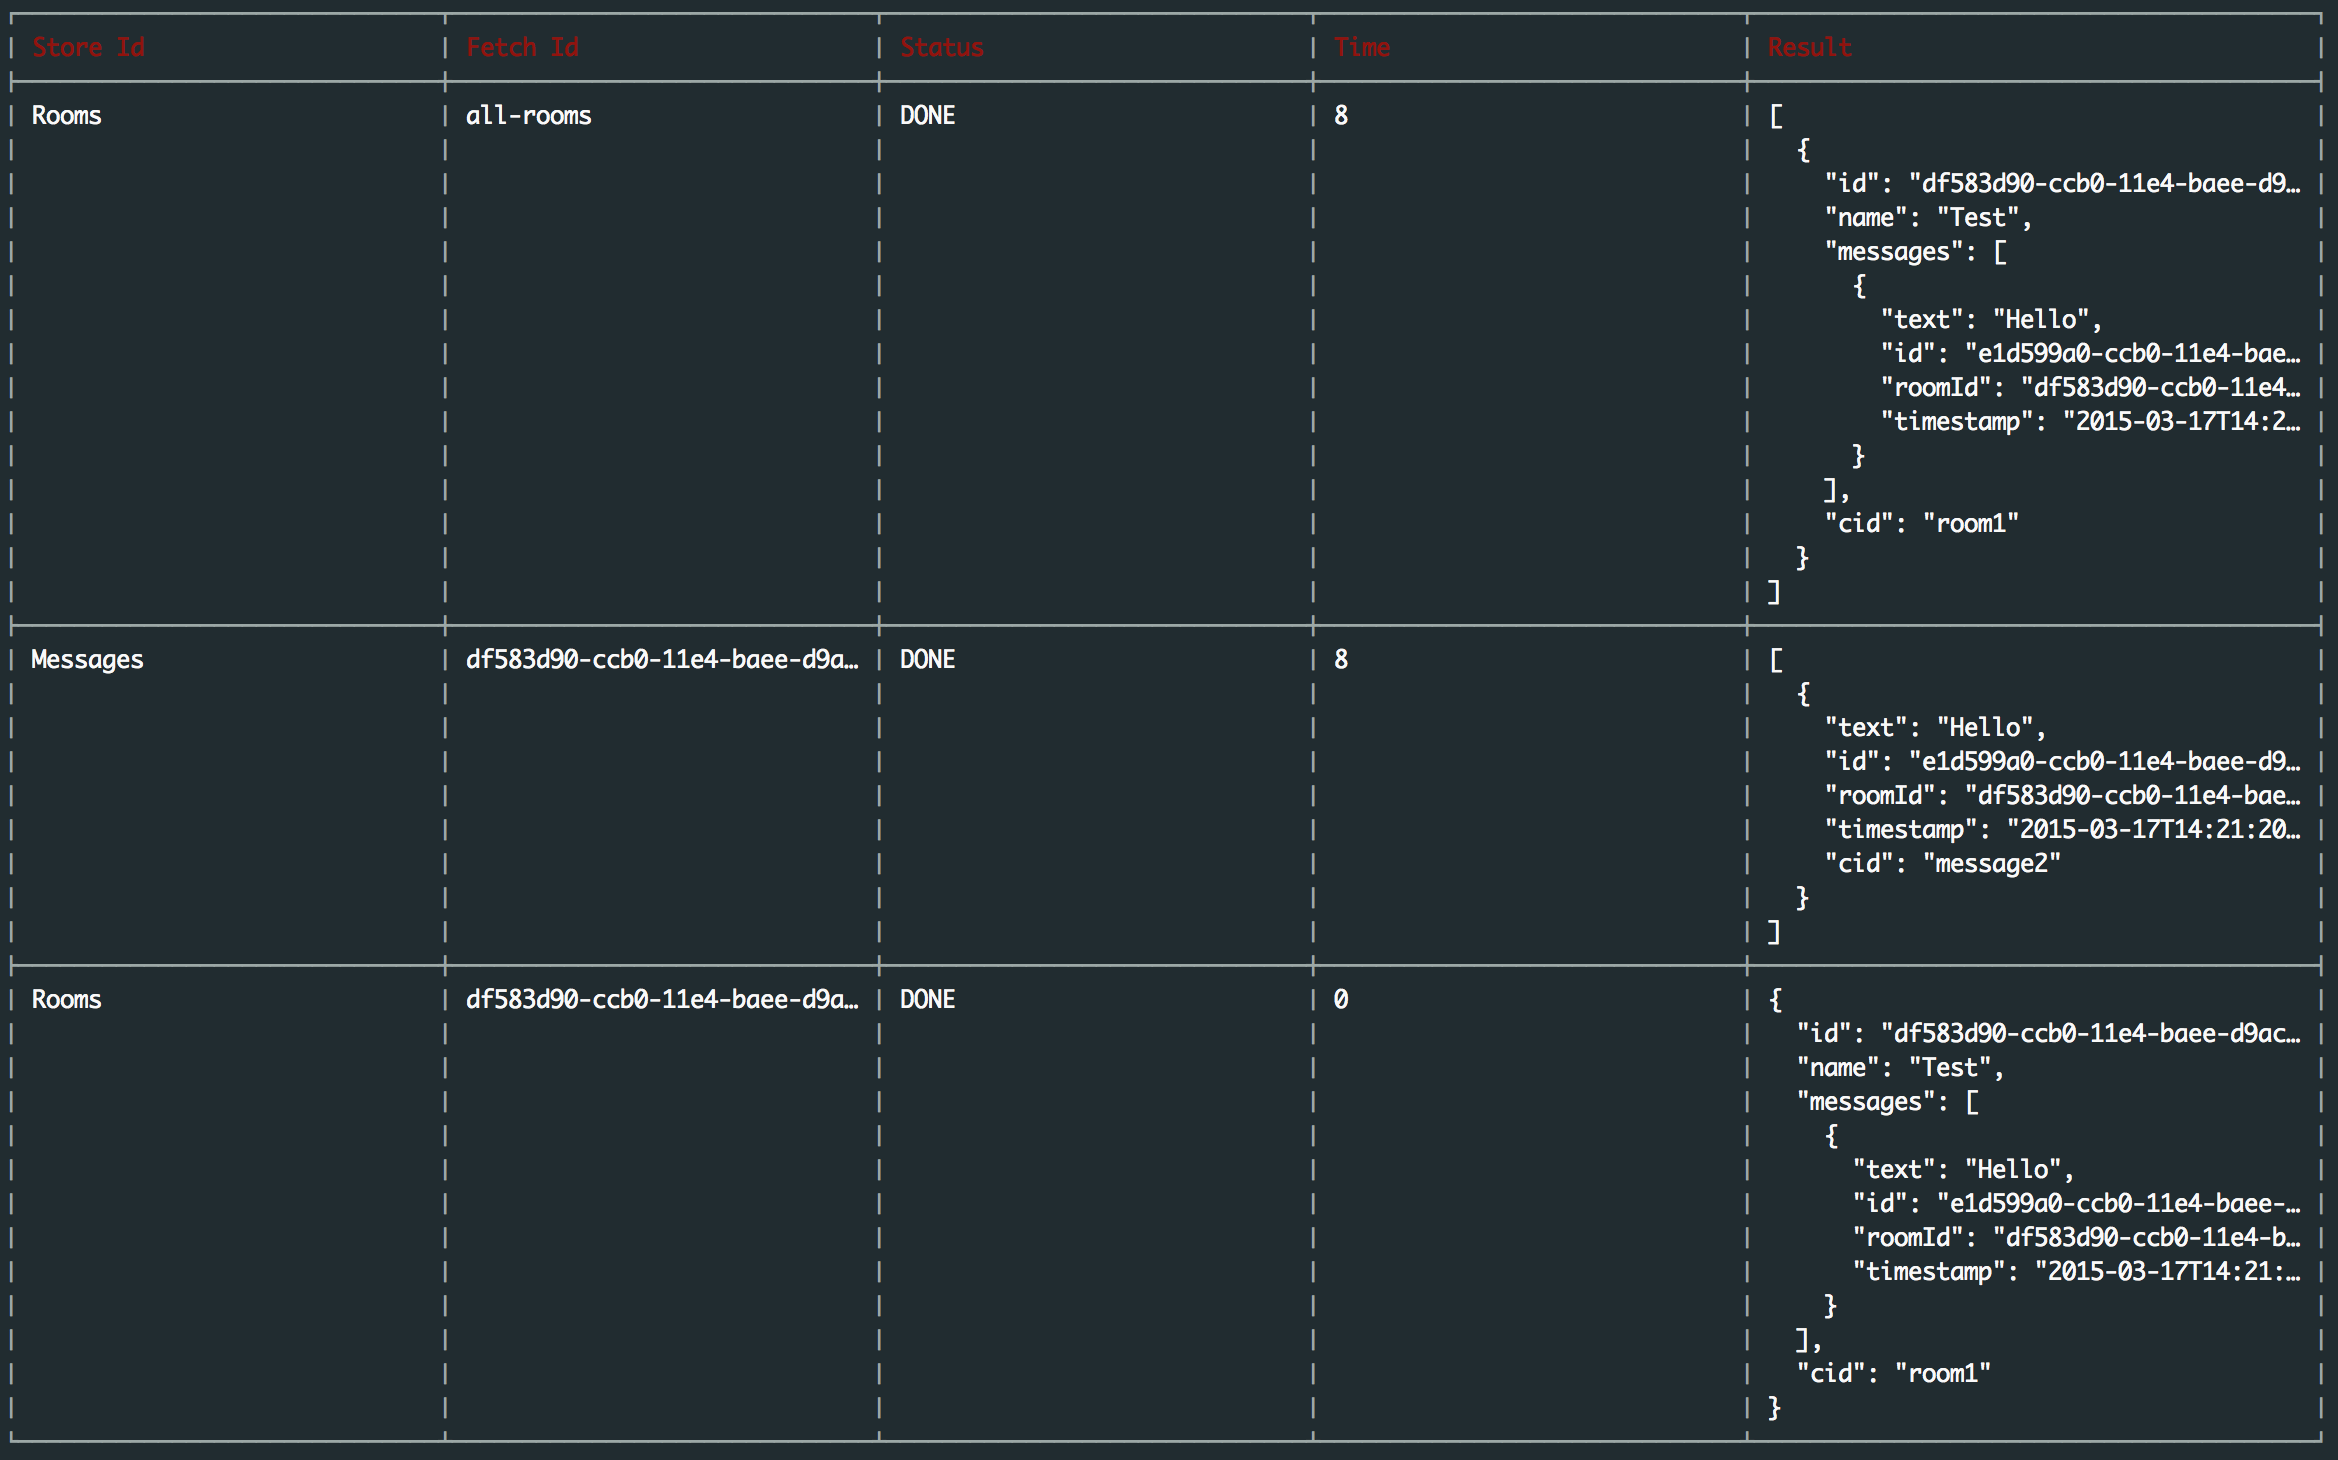 Store Id Fetch Id Status Time Result
Rooms all-rooms DONE 8 [
{
"id": "df583d90-ccb0-11e4-baee-d9…
"name": "Test",
"messages": [
{
"text": "Hello",
"id": "e1d599a0-ccb0-11e4-bae…
"roomId": "df583d90-ccb0-11e4…
"timestamp": "2015-03-17T14:2…
}
],
"cid": "room1"
}
]
Messages df583d90-ccb0-11e4-baee-d9a… DONE 8 [
{
"text": "Hello",
"id": "e1d599a0-ccb0-11e4-baee-d9…
"roomId": "df583d90-ccb0-11e4-bae…
"timestamp": "2015-03-17T14:21:20…
"cid": "message2"
}
]
Rooms df583d90-ccb0-11e4-baee-d9a… DONE 0 {
"id": "df583d90-ccb0-11e4-baee-d9ac…
"name": "Test",
"messages": [
{
"text": "Hello",
"id": "e1d599a0-ccb0-11e4-baee-…
"roomId": "df583d90-ccb0-11e4-b…
"timestamp": "2015-03-17T14:21:…
}
],
"cid": "room1"
}